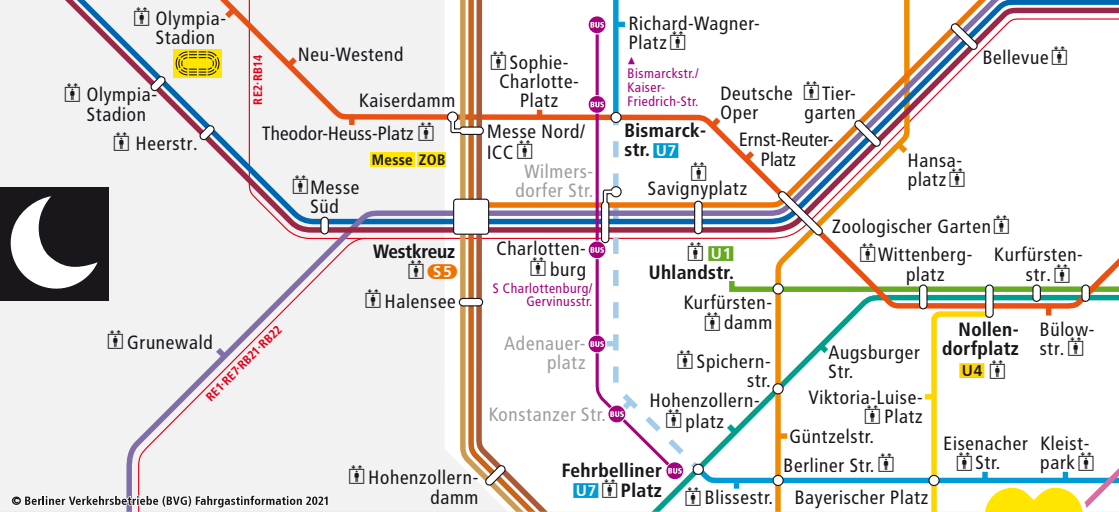 Olympia-
Stadion
Richard-Wagner-
Platz
Neu-Westend
Bismarckstr./
Kaiser-
Friedrich-Str.
Bellevue
RE2·RB14
Sophie-
Charlotte-
Platz
Olympia-
Stadion
Kaiserdamm
Deutsche
Oper
Tier-
garten
Heerstr.
Theodor-Heuss-Platz
Messe ZOB
Messe Nord/
ICC
Bismarck-
str. U7
Ernst-Reuter-
Platz
Hansa-
platz
Wilmers-
dorfer Str.
Savignyplatz
Messe
Süd
Zoologischer Garten
Westkreuz
S5
Charlotten-
burg
S Charlottenburg/
Gervinusstr.
U1
Uhlandstr.
Wittenberg-
platz
Kurfürsten-
str.
Halensee
Kurfürsten-
damm
Grunewald
RE1·RE7·RB21·RB22
Adenauer-
platz
Nollen-
dorfplatz
U4
Bülow-
str.
Spichern-
str.
Augsburger
Str.
Konstanzer Str.
Hohenzollern-
platz
Viktoria-Luise-
Platz
Güntzelstr.
Eisenacher
Str.
Kleist-
park
Hohenzollern-
damm
Fehrbelliner
U7 Platz
Berliner Str.
Blissestr.
Bayerischer Platz
BUS
BUS
BUS
BUS
BUS
BUS
© Berliner Verkehrsbetriebe (BVG) Fahrgastinformation 2021